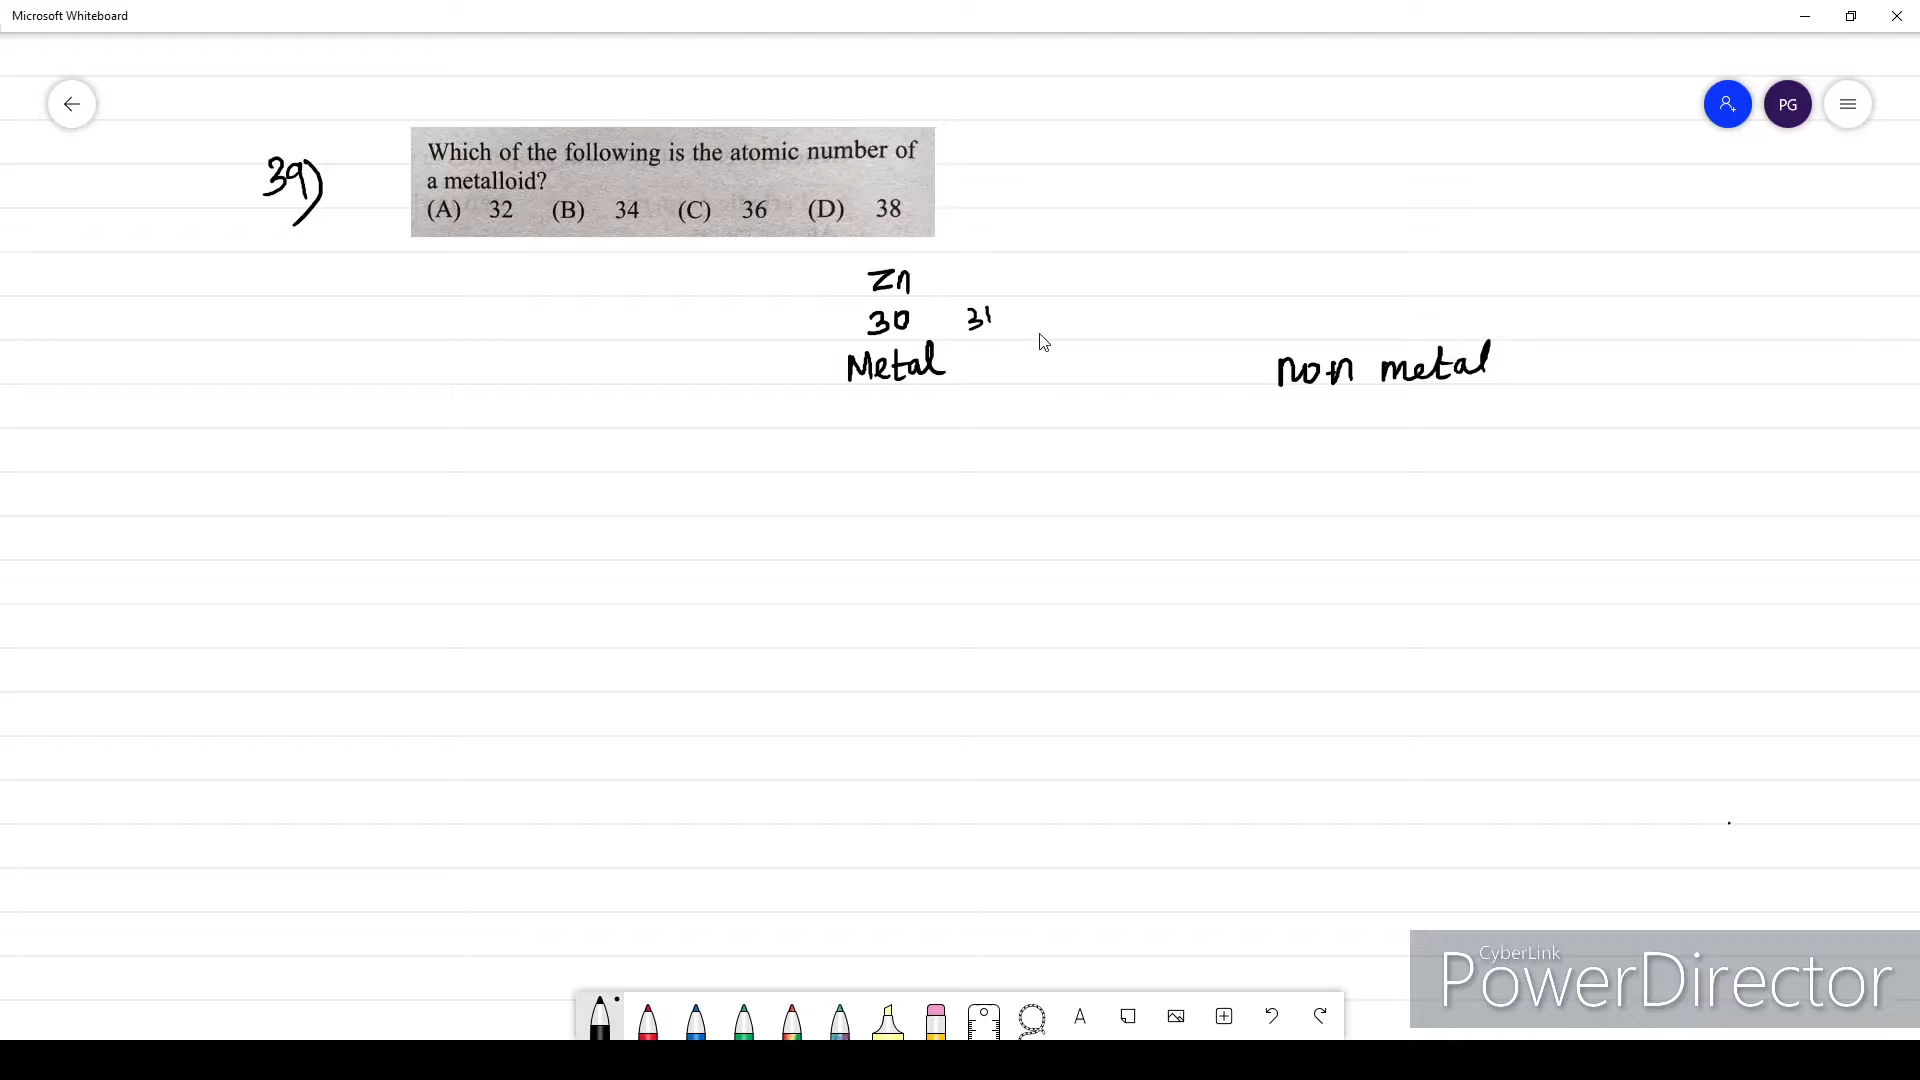 Microsoft Whiteboard
PG
39)
Which of the following is the atomic number of
a metalloid?
(A) 32 (B) 34 (C) 36 (D) 38
Zn
30 31
Metal non metal
CyberLink
PowerDirector
A